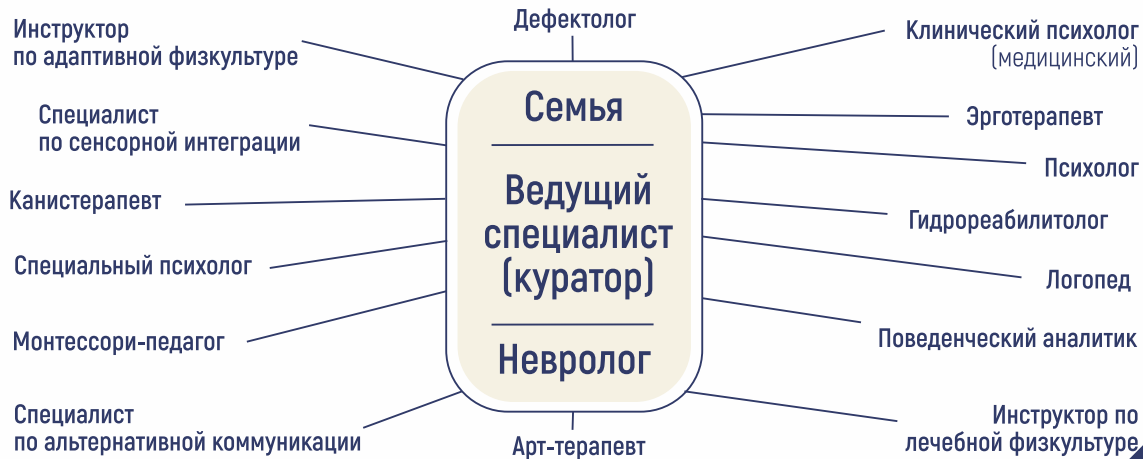 Дефектолог
Инструктор
по адаптивной физкультуре
Специалист
по сенсорной интеграции
Канистерапевт
Специальный психолог
Монтессори-педагог
Специалист
по альтернативной коммуникации
Семья
Ведущий
специалист
(куратор)
Невролог
Арт-терапевт
Клинический психолог
(медицинский)
Эрготерапевт
Психолог
Гидрореабилитолог
Логопед
Поведенческий аналитик
Инструктор по
лечебной физкультуре